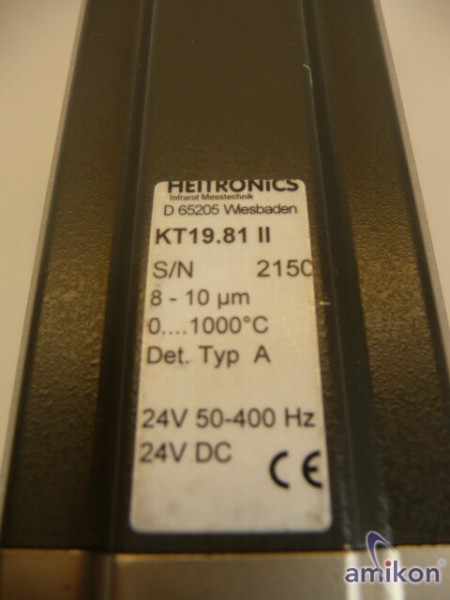 HEITRONICS
Infrarot Messtechnik
D 65205 Wiesbaden
KT19.81 II
S/N 2150
8 - 10 µm
0....1000°C
Det. Typ A
24V 50-400 Hz
24V DC
CE
amikon®